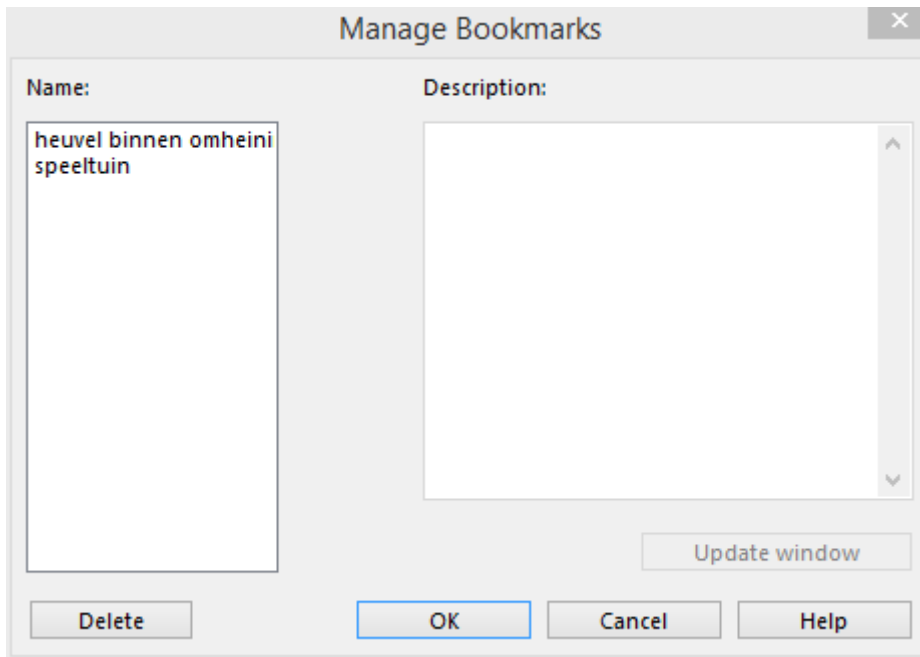 Manage Bookmarks
Name:
Description:
heuvel binnen omheini
speeltuin
Update window
Delete
OK
Cancel
Help